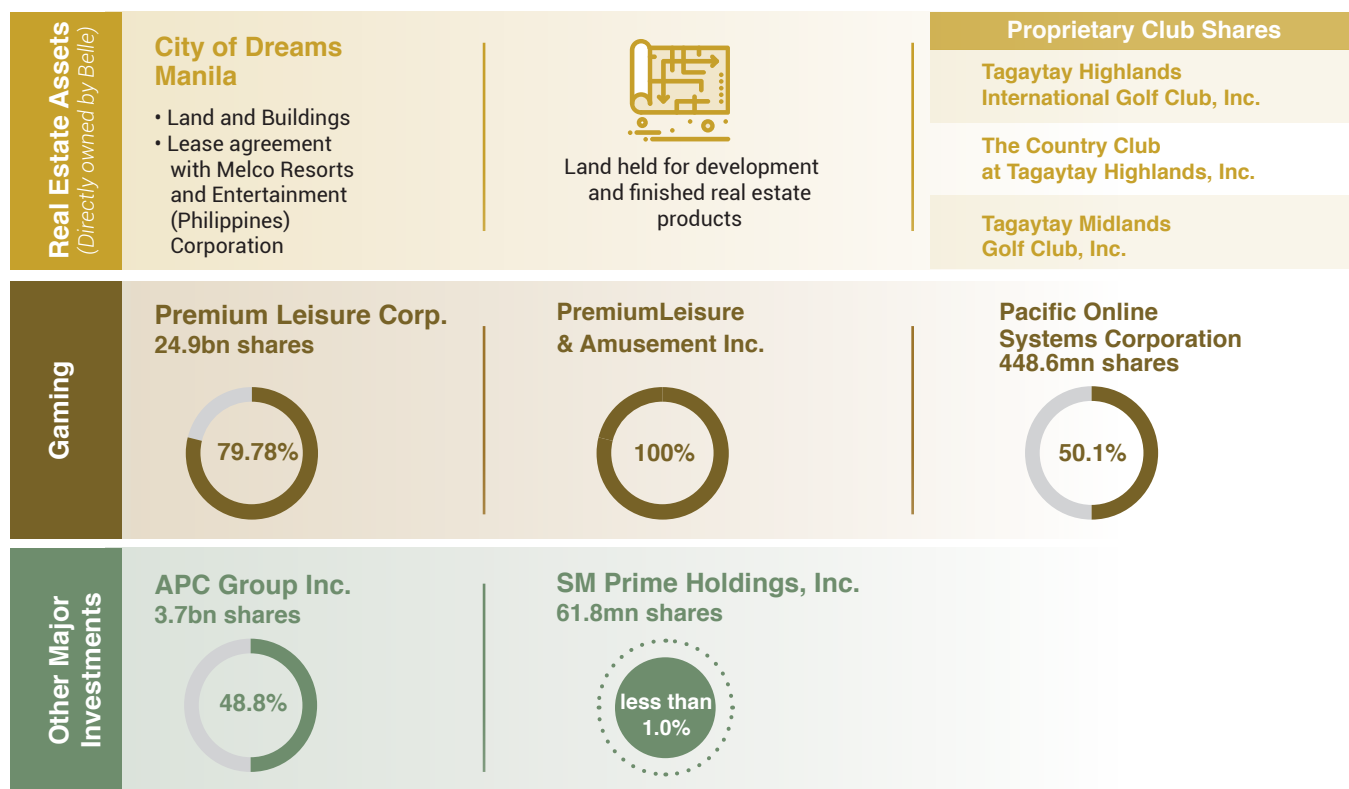 Real Estate Assets
(Directly owned by Belle)
City of Dreams
Manila
• Land and Buildings
• Lease agreement
with Melco Resorts
and Entertainment
(Philippines)
Corporation
Land held for development
and finished real estate
products
Proprietary Club Shares
Tagaytay Highlands
International Golf Club, Inc.
The Country Club
at Tagaytay Highlands, Inc.
Tagaytay Midlands
Golf Club, Inc.
Gaming
Premium Leisure Corp.
24.9bn shares
79.78%
PremiumLeisure
& Amusement Inc.
100%
Pacific Online
Systems Corporation
448.6mn shares
50.1%
Other Major
Investments
APC Group Inc.
3.7bn shares
48.8%
SM Prime Holdings, Inc.
61.8mn shares
less than
1.0%